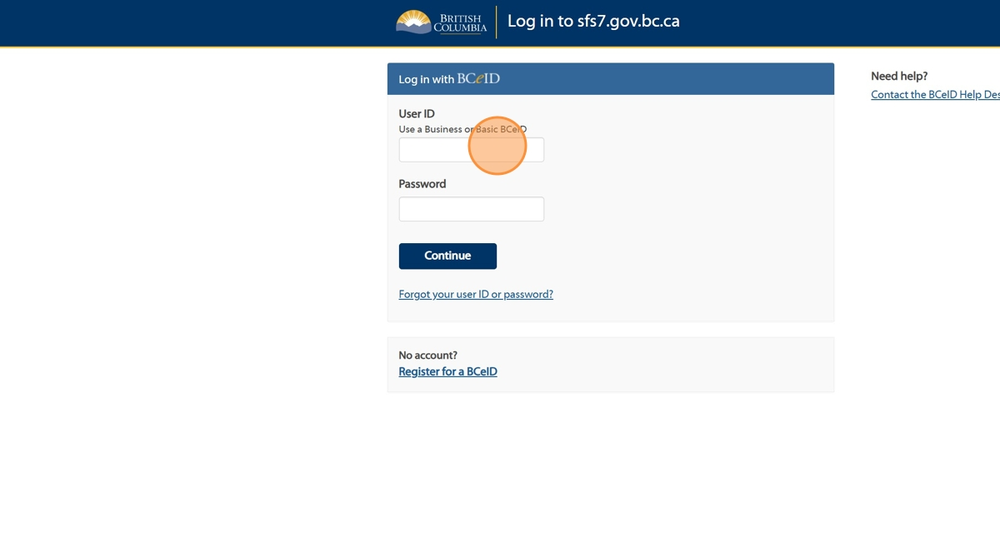 BRITISH
COLUMBIA
Log in to sfs7.gov.bc.ca
Log in with BCeID
User ID
Use a Business or Basic BCeID
Password
Continue
Forgot your user ID or password?
No account?
Register for a BCeID
Need help?
Contact the BCeID Help Des